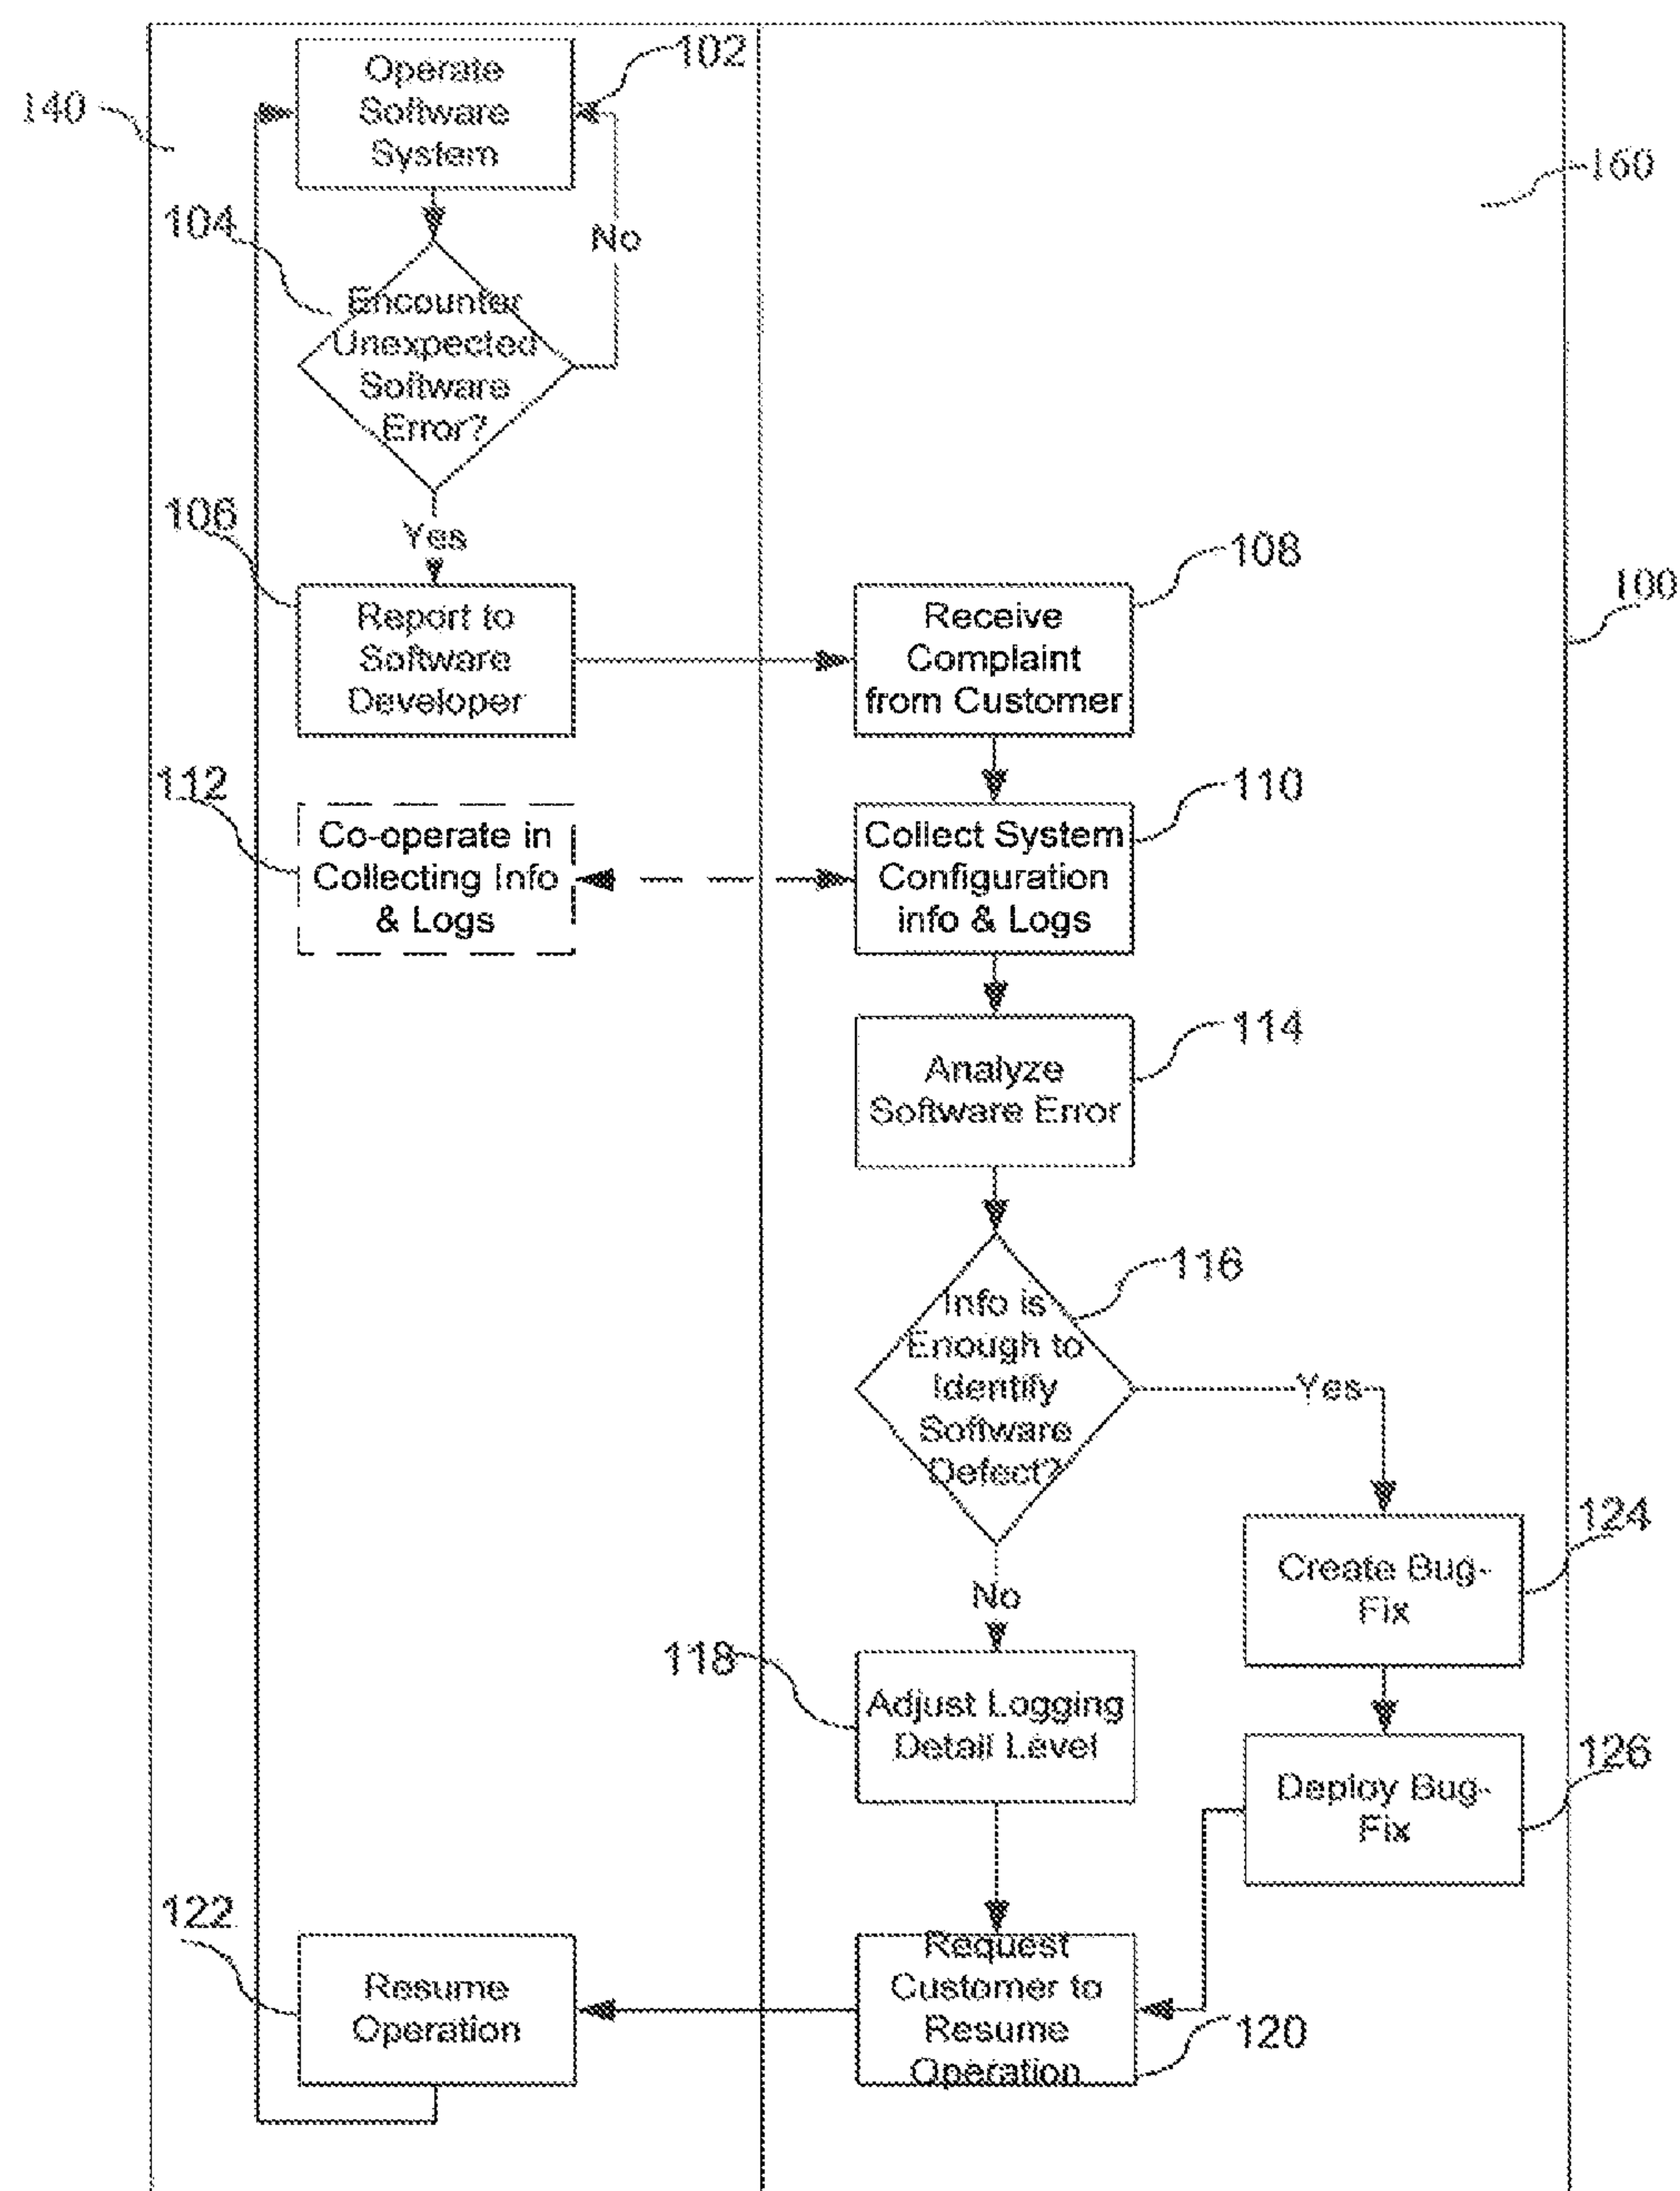 102
Operate
Software
System
140
160
104
No
Encounter
Unexpected
Software
Error?
106
Yes
108
100
Report to
Software
Developer
Receive
Complaint
from Customer
112
110
Co-operate in
Collecting Info
& Logs
Collect System
Configuration
info & Logs
114
Analyze
Software Error
116
Info is
Enough to
Identify
Software
Defect?
Yes
124
Create Bug-
Fix
No
118
Adjust Logging
Detail Level
126
Deploy Bug-
Fix
122
Resume
Operation
Request
Customer to
Resume
Operation
120